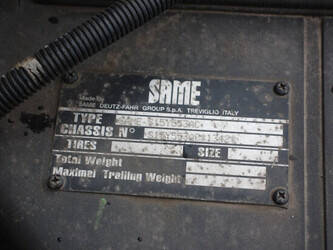 SAME
Made By
SAME DEUTZ-FAHR GROUP S.p.A. TREVIGLIO ITALY
TYPE
CHASSIS N°
TIRES SIZE
Total Weight
Maximal Trailing Weight